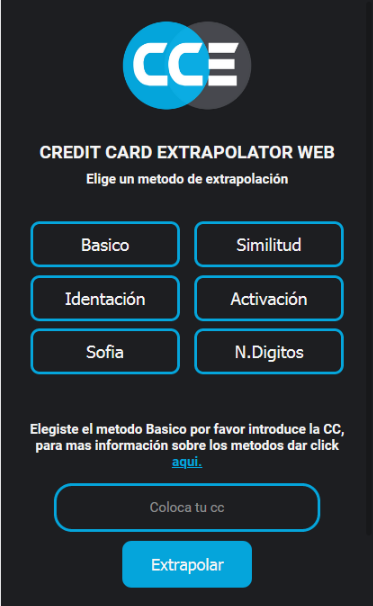 CCE
CREDIT CARD EXTRAPOLATOR WEB
Elige un metodo de extrapolación
Basico
Similitud
Identación
Activación
Sofia
N.Digitos
Elegiste el metodo Basico por favor introduce la CC,
para mas información sobre los metodos dar click
aqui.
Coloca tu cc
Extrapolar